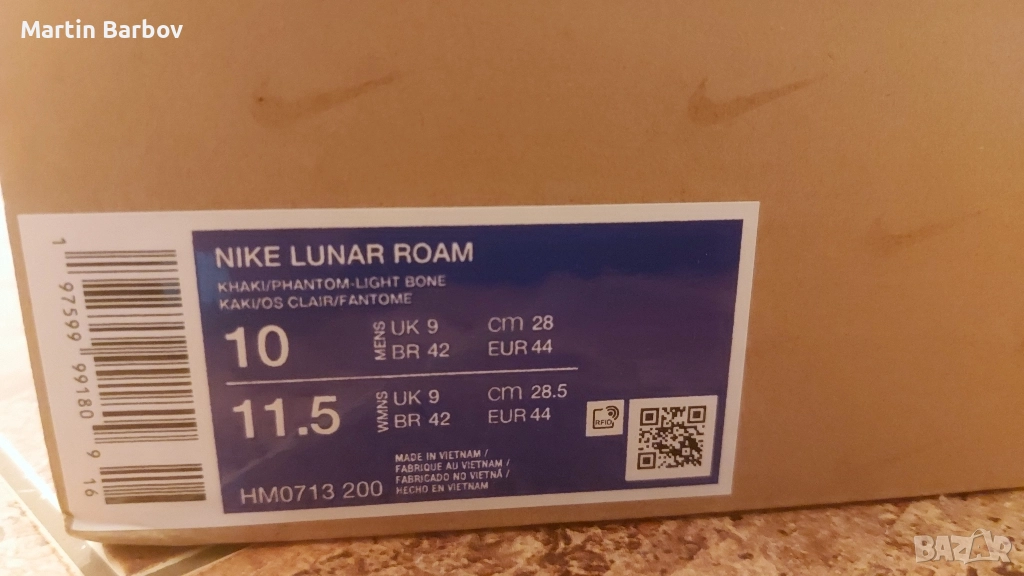 Martin Barbov
NIKE LUNAR ROAM
KHAKI/PHANTOM-LIGHT BONE
KAKI/OS CLAIR/FANTOME
10 MENS UK 9 cm 28
BR 42 EUR 44
11.5 WMNS UK 9 cm 28.5
BR 42 EUR 44
RFID
MADE IN VIETNAM /
FABRIQUE AU VIETNAM /
FABRICADO NO VIETNÃ /
HECHO EN VIETNAM
HM0713 200
1 97599 99180 9 16
BAZAR